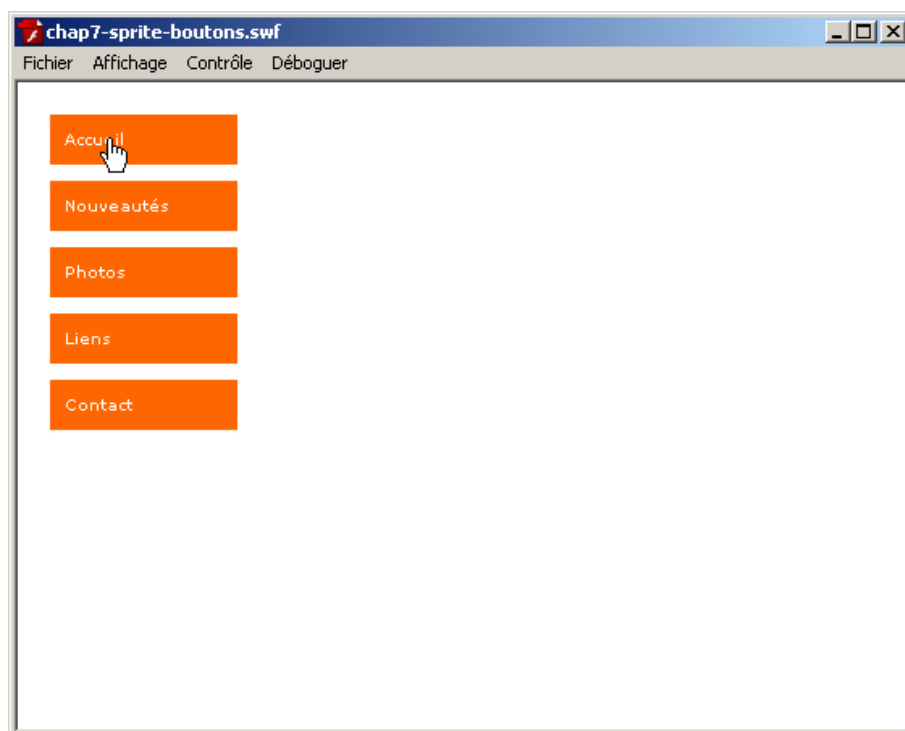 chap7-sprite-boutons.swf
Fichier Affichage Contrôle Déboguer
Accueil
Nouveautés
Photos
Liens
Contact